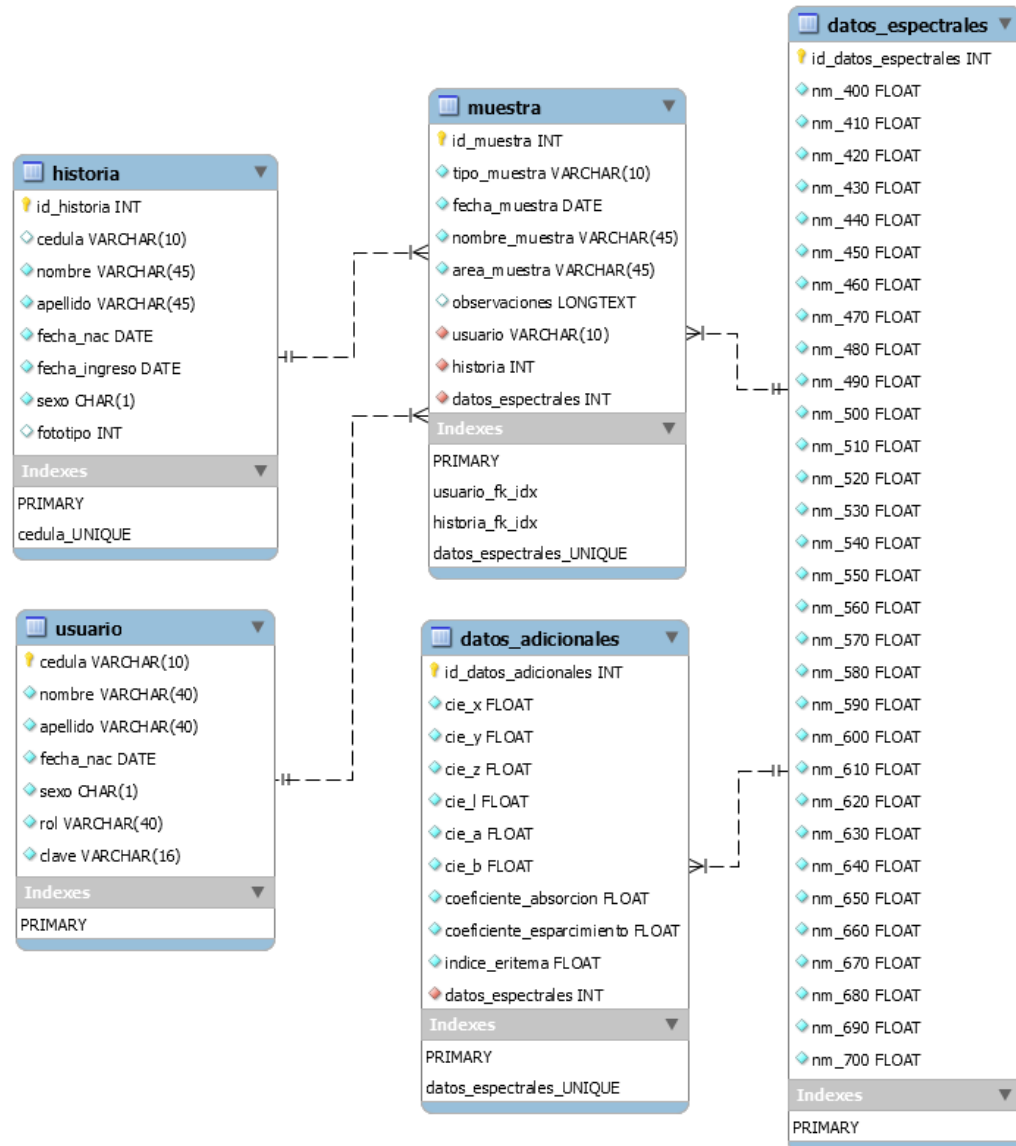 historia
id_historia INT
cedula VARCHAR(10)
nombre VARCHAR(45)
apellido VARCHAR(45)
fecha_nac DATE
fecha_ingreso DATE
sexo CHAR(1)
fototipo INT
Indexes
PRIMARY
cedula_UNIQUE
usuario
cedula VARCHAR(10)
nombre VARCHAR(40)
apellido VARCHAR(40)
fecha_nac DATE
sexo CHAR(1)
rol VARCHAR(40)
clave VARCHAR(16)
Indexes
PRIMARY
muestra
id_muestra INT
tipo_muestra VARCHAR(10)
fecha_muestra DATE
nombre_muestra VARCHAR(45)
area_muestra VARCHAR(45)
observaciones LONGTEXT
usuario VARCHAR(10)
historia INT
datos_espectrales INT
Indexes
PRIMARY
usuario_fk_idx
historia_fk_idx
datos_espectrales_UNIQUE
datos_adicionales
id_datos_adicionales INT
cie_x FLOAT
cie_y FLOAT
cie_z FLOAT
cie_l FLOAT
cie_a FLOAT
cie_b FLOAT
coeficiente_absorcion FLOAT
coeficiente_esparcimiento FLOAT
indice_eritema FLOAT
datos_espectrales INT
Indexes
PRIMARY
datos_espectrales_UNIQUE
datos_espectrales
id_datos_espectrales INT
nm_400 FLOAT
nm_410 FLOAT
nm_420 FLOAT
nm_430 FLOAT
nm_440 FLOAT
nm_450 FLOAT
nm_460 FLOAT
nm_470 FLOAT
nm_480 FLOAT
nm_490 FLOAT
nm_500 FLOAT
nm_510 FLOAT
nm_520 FLOAT
nm_530 FLOAT
nm_540 FLOAT
nm_550 FLOAT
nm_560 FLOAT
nm_570 FLOAT
nm_580 FLOAT
nm_590 FLOAT
nm_600 FLOAT
nm_610 FLOAT
nm_620 FLOAT
nm_630 FLOAT
nm_640 FLOAT
nm_650 FLOAT
nm_660 FLOAT
nm_670 FLOAT
nm_680 FLOAT
nm_690 FLOAT
nm_700 FLOAT
Indexes
PRIMARY